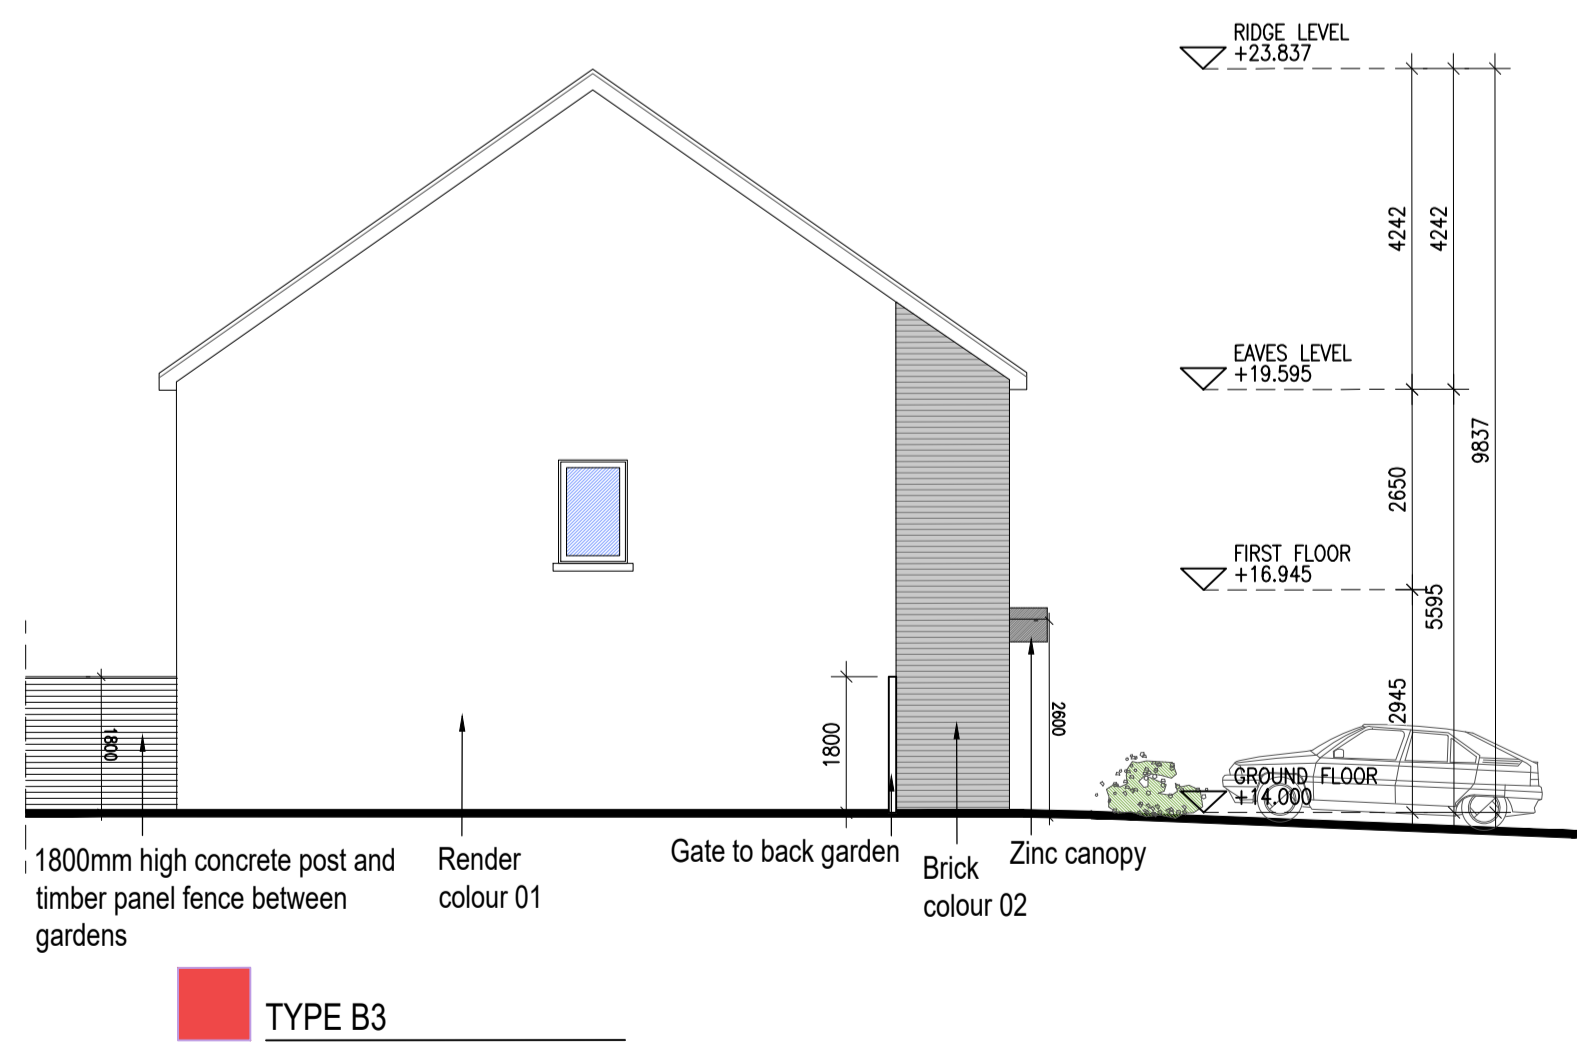 RIDGE LEVEL
+23.837
4242
4242
EAVES LEVEL
+19.595
9837
2650
FIRST FLOOR
+16.945
5595
2945
1800
1800
2600
GROUND FLOOR
+14.000
1800mm high concrete post and
timber panel fence between
gardens
Render
colour 01
Gate to back garden
Brick
colour 02
Zinc canopy
TYPE B3